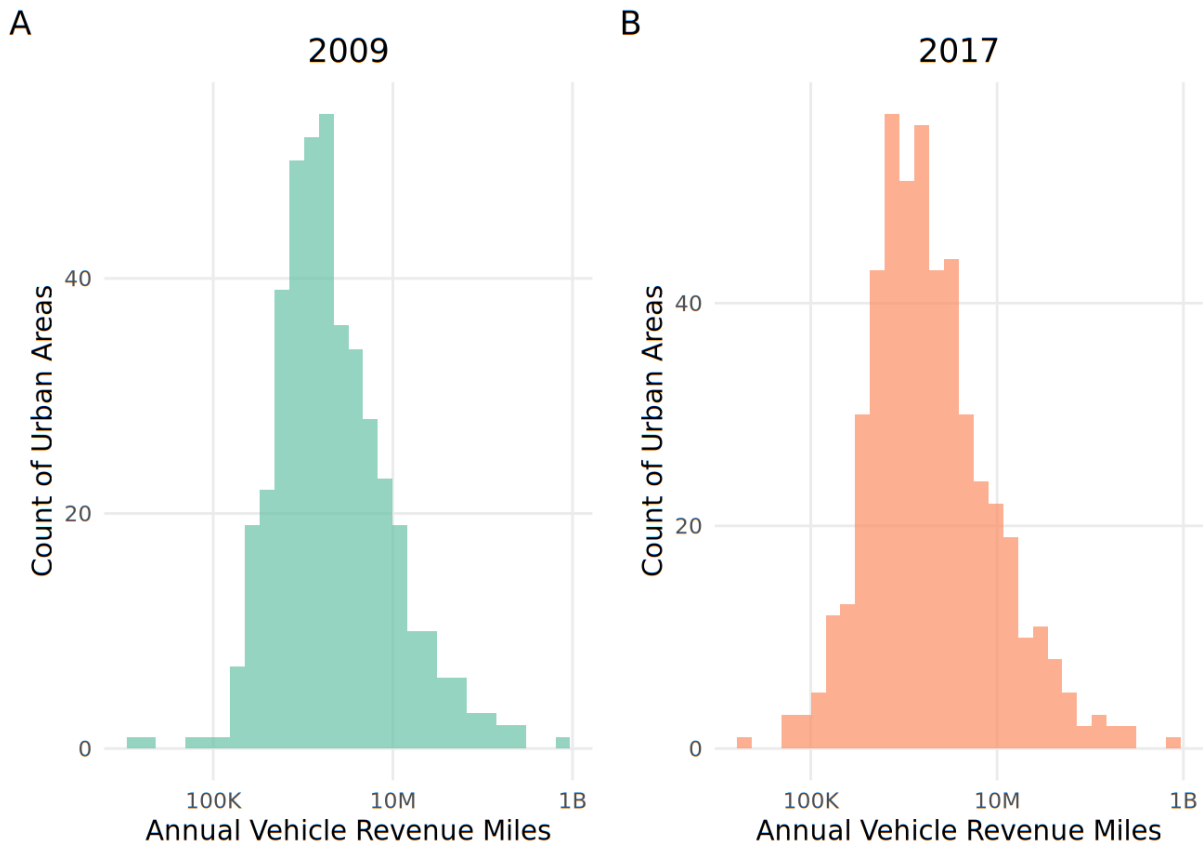 A
2009
Count of Urban Areas
40
20
0
100K
10M
1B
Annual Vehicle Revenue Miles
B
2017
Count of Urban Areas
40
20
0
100K
10M
1B
Annual Vehicle Revenue Miles